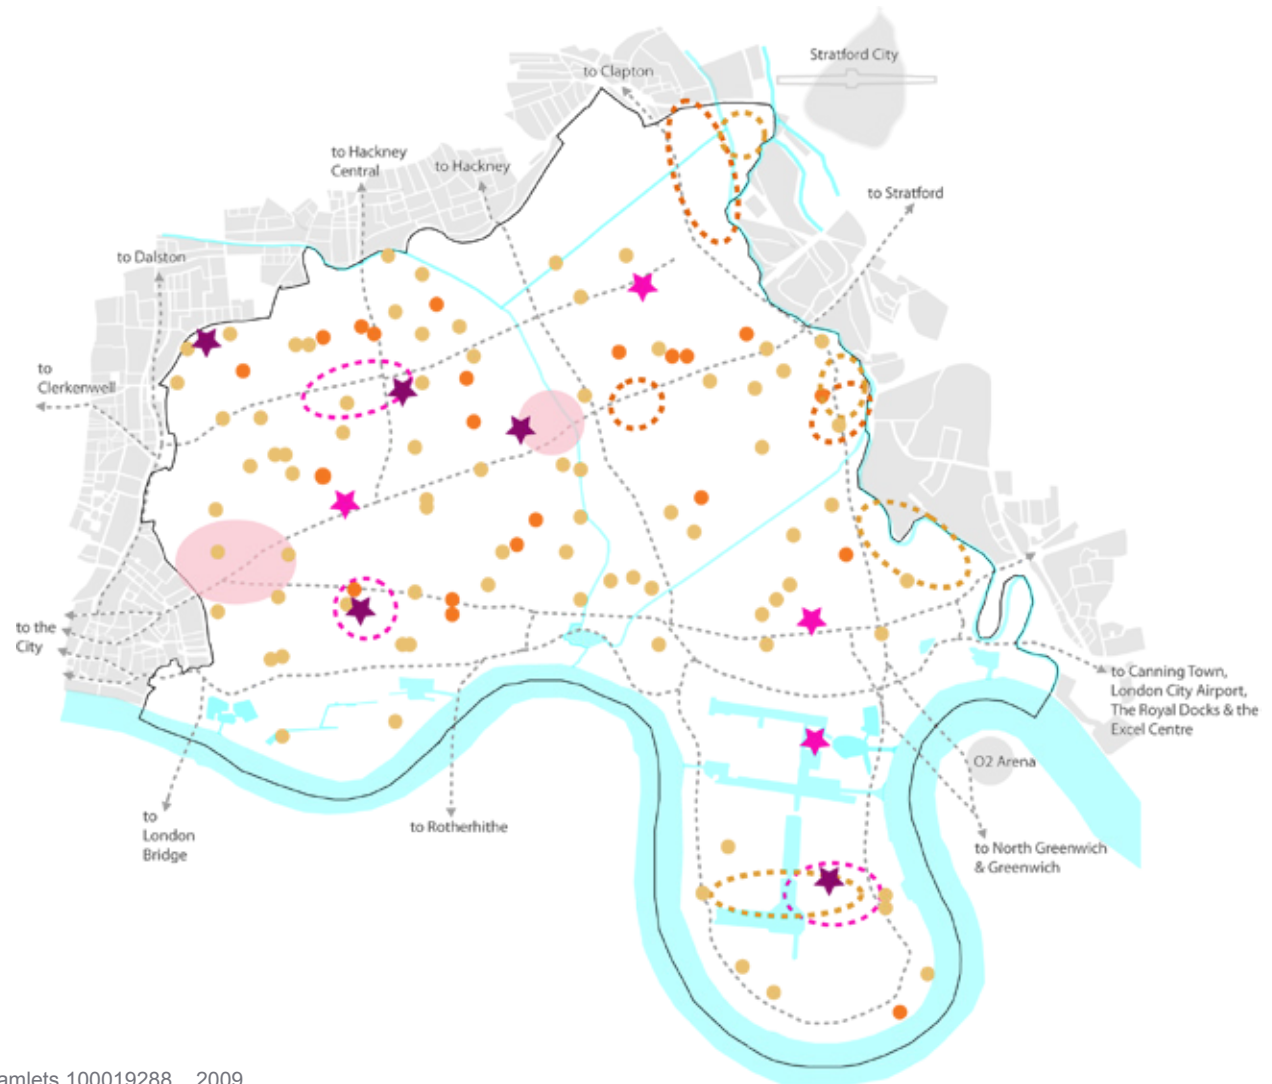 Stratford City
to Clapton
to Hackney
Central
to Hackney
to Stratford
to Dalston
to
Clerkenwell
to the
City
to Canning Town,
London City Airport,
The Royal Docks & the
Excel Centre
O2 Arena
to
London
Bridge
to Rotherhithe
to North Greenwich
& Greenwich
amlets 100019288 2009